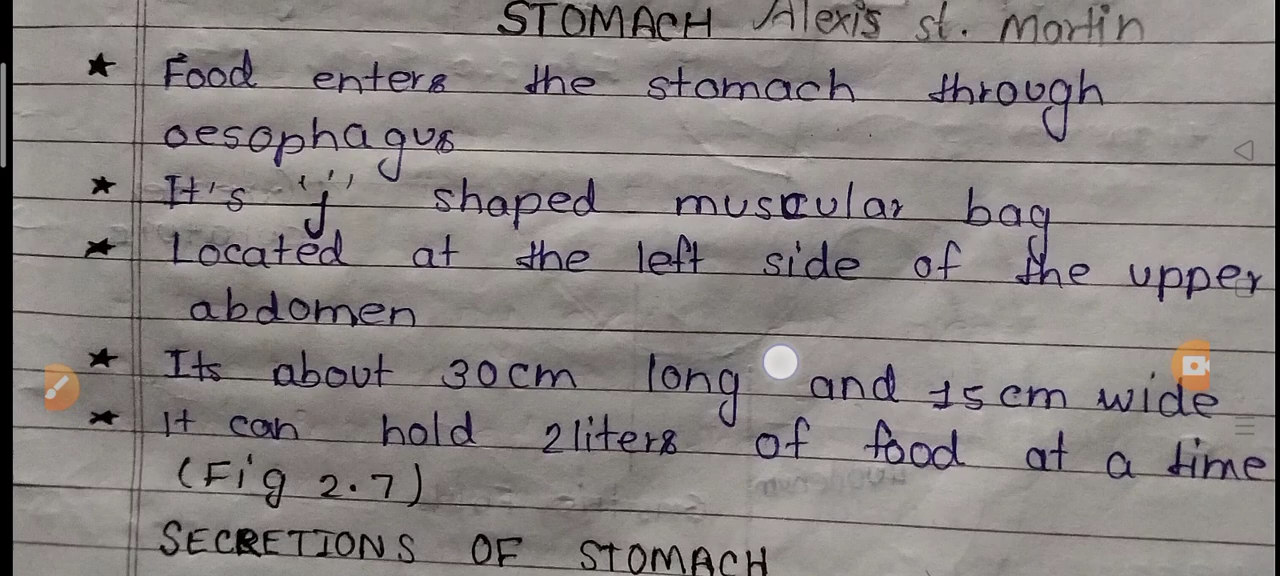 STOMACH Alexis st. Martin
★ Food enters the stomach through
oesophagus
★ It's "j" shaped muscular bag
★ Located at the left side of the upper
abdomen
★ Its about 30cm long and 15cm wide
★ It can hold 2liters of food at a time
(Fig 2.7)
SECRETIONS OF STOMACH